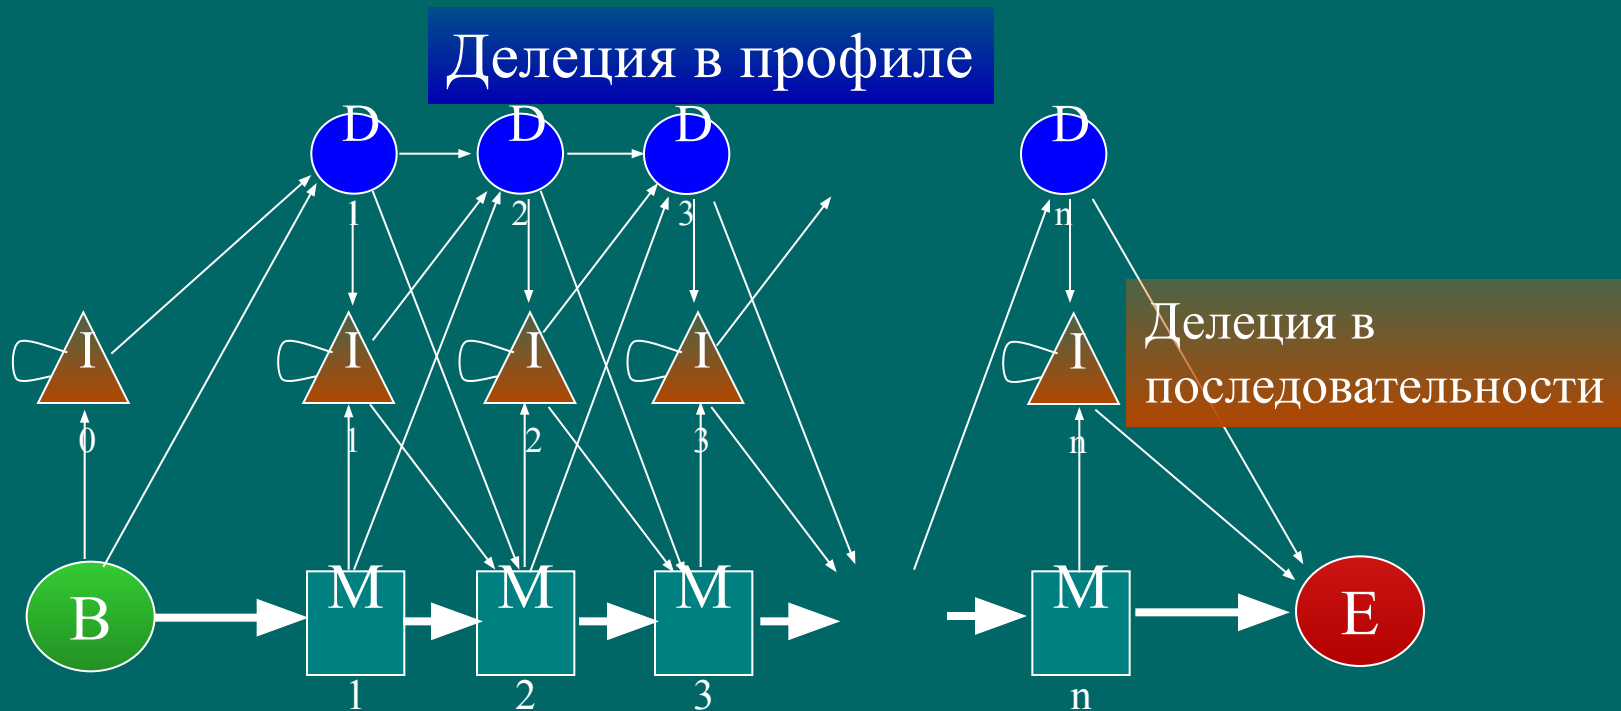 Делеция в профиле
D D D D
1 2 3 n
I I I I I
Делеция в
последовательности
0 1 2 3 n
B M M M M E
1 2 3 n